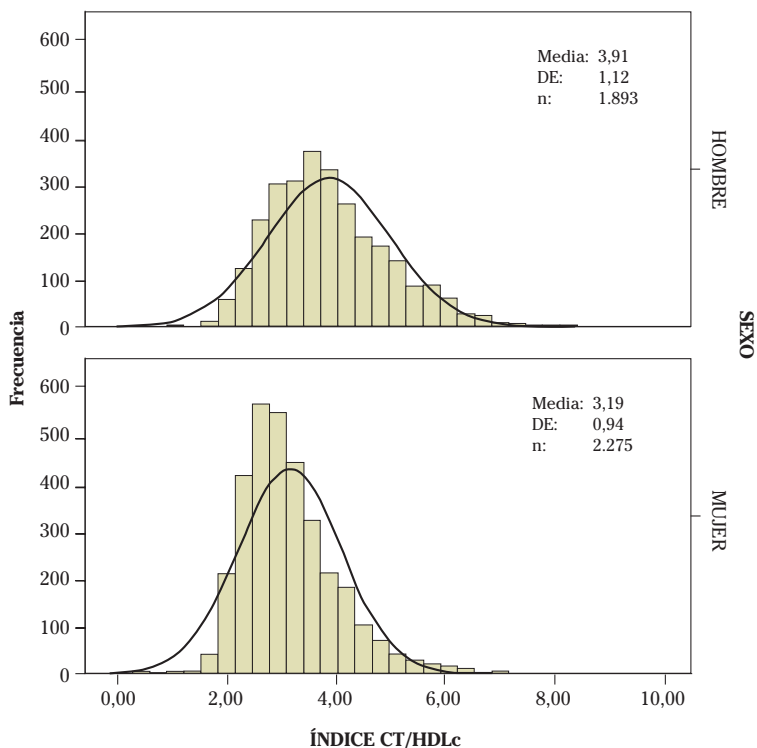 600
500
400
300
200
100
0
Media: 3,91
DE: 1,12
n: 1.893
HOMBRE
600
500
400
300
200
100
0
Media: 3,19
DE: 0,94
n: 2.275
MUJER
Frecuencia
SEXO
0,00 2,00 4,00 6,00 8,00 10,00
ÍNDICE CT/HDLc